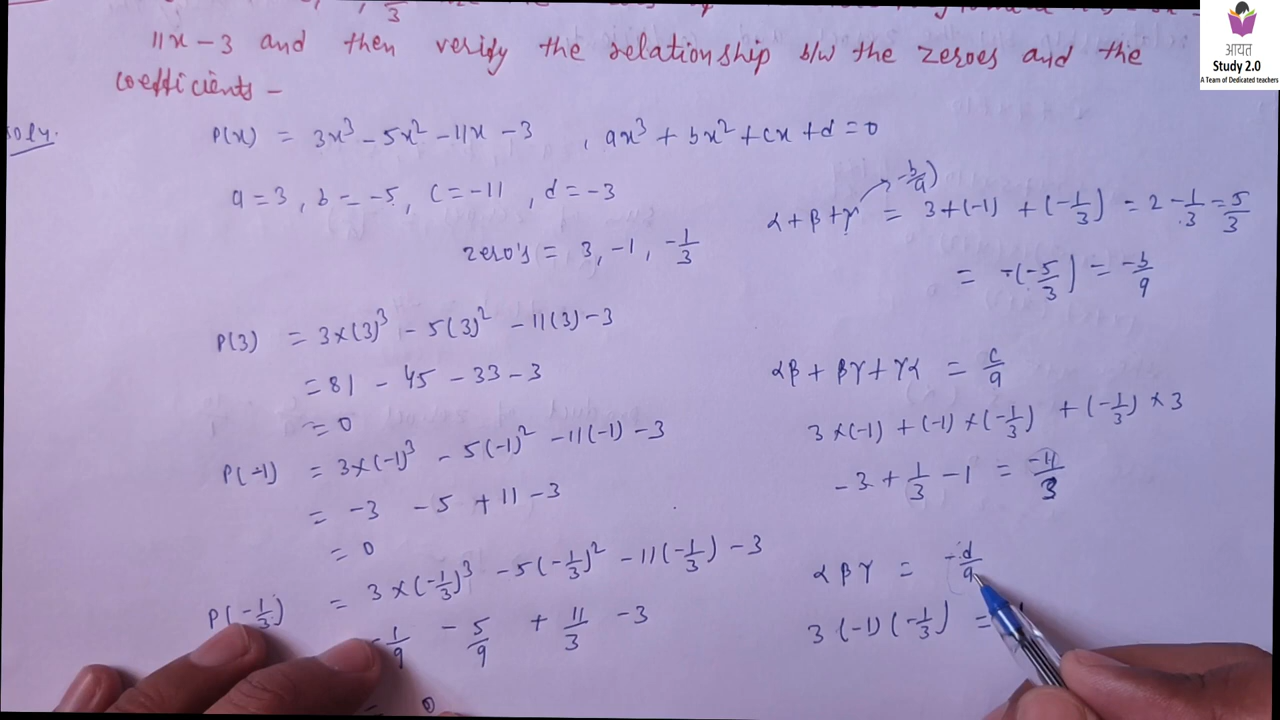 11x - 3 and then verify the relationship b/w the zeroes and the
coefficients -
Soln.
P(x) = 3x³ - 5x² - 11x - 3 , ax³ + bx² + cx + d = 0
a = 3 , b = -5 , c = -11 , d = -3
zero's = 3, -1, -1/3
P(3) = 3×(3)³ - 5(3)² - 11(3) - 3
= 81 - 45 - 33 - 3
= 0
P(-1) = 3×(-1)³ - 5(-1)² - 11(-1) - 3
= -3 - 5 + 11 - 3
= 0
P(-1/3) = 3×(-1/3)³ - 5(-1/3)² - 11(-1/3) - 3
-1/9 - 5/9 + 11/3 - 3
= 0
-b/a)
α + β + γ = 3 + (-1) + (-1/3) = 2 - 1/3 = 5/3
= -(-5/3) = -b/a
αβ + βγ + γα = c/a
3×(-1) + (-1)×(-1/3) + (-1/3)×3
-3 + 1/3 - 1 = -11/3
αβγ = -d/a
3(-1)(-1/3) =
आयत
Study 2.0
A Team of Dedicated teachers